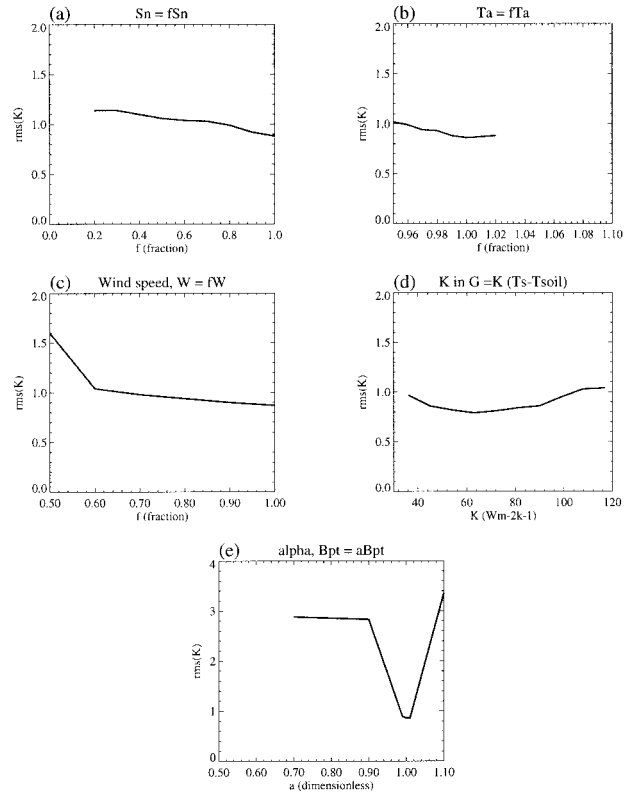 (a) Sn = fSn
2.0
1.5
1.0
0.5
0.0
rms(K)
0.0 0.2 0.4 0.6 0.8 1.0
f (fraction)
(b) Ta = fTa
2.0
1.5
1.0
0.5
0.0
rms(K)
0.96 0.98 1.00 1.02 1.04 1.06 1.08 1.10
f (fraction)
(c) Wind speed, W = fW
2.0
1.5
1.0
0.5
0.0
rms(K)
0.50 0.60 0.70 0.80 0.90 1.00
f (fraction)
(d) K in G =K (Ts-Tsoil)
2.0
1.5
1.0
0.5
0.0
rms(K)
40 60 80 100 120
K (Wm-2k-1)
(e) alpha, Bpt = aBpt
4
3
2
1
0
rms(K)
0.50 0.60 0.70 0.80 0.90 1.00 1.10
a (dimensionless)